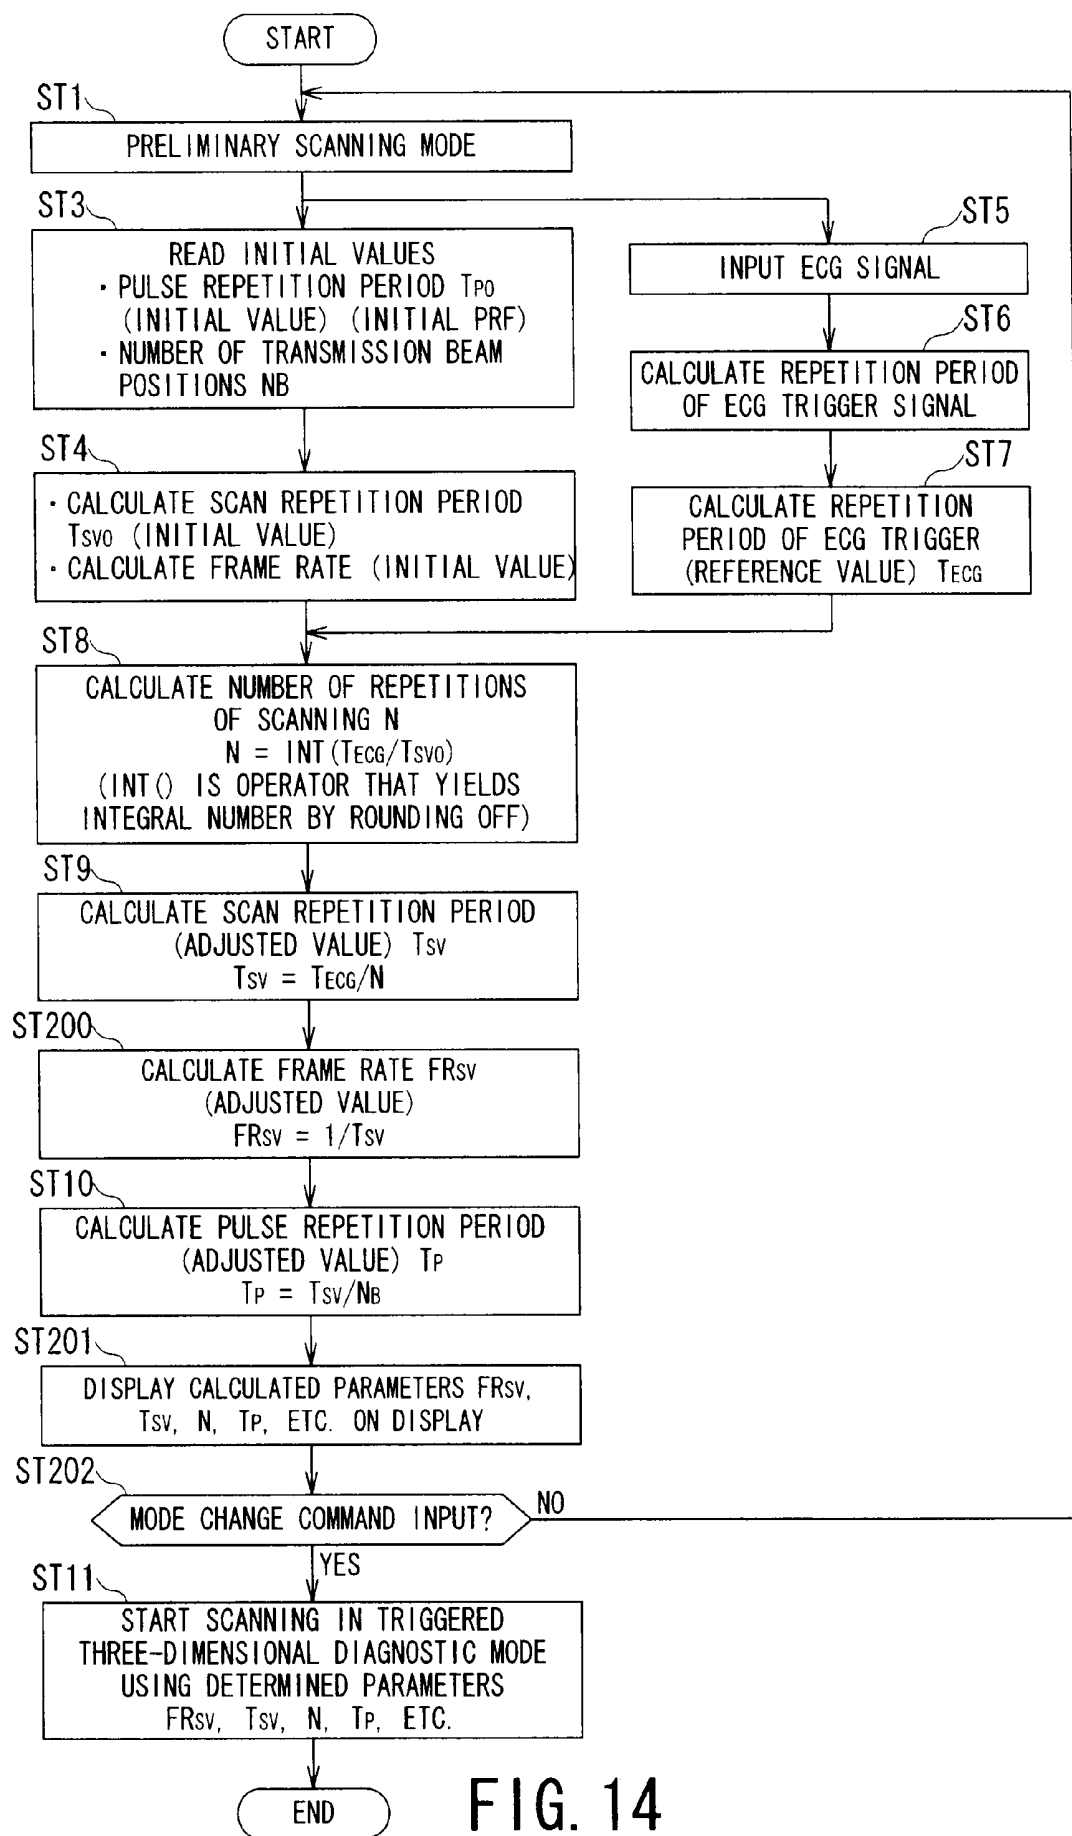 START
ST1
PRELIMINARY SCANNING MODE
ST3
READ INITIAL VALUES
· PULSE REPETITION PERIOD TP0
(INITIAL VALUE) (INITIAL PRF)
· NUMBER OF TRANSMISSION BEAM
POSITIONS NB
ST5
INPUT ECG SIGNAL
ST6
CALCULATE REPETITION PERIOD
OF ECG TRIGGER SIGNAL
ST4
· CALCULATE SCAN REPETITION PERIOD
TSV0 (INITIAL VALUE)
· CALCULATE FRAME RATE (INITIAL VALUE)
ST7
CALCULATE REPETITION
PERIOD OF ECG TRIGGER
(REFERENCE VALUE) TECG
ST8
CALCULATE NUMBER OF REPETITIONS
OF SCANNING N
N = INT(TECG/TSV0)
(INT() IS OPERATOR THAT YIELDS
INTEGRAL NUMBER BY ROUNDING OFF)
ST9
CALCULATE SCAN REPETITION PERIOD
(ADJUSTED VALUE) TSV
TSV = TECG/N
ST200
CALCULATE FRAME RATE FRSV
(ADJUSTED VALUE)
FRSV = 1/TSV
ST10
CALCULATE PULSE REPETITION PERIOD
(ADJUSTED VALUE) TP
TP = TSV/NB
ST201
DISPLAY CALCULATED PARAMETERS FRSV,
TSV, N, TP, ETC. ON DISPLAY
ST202
MODE CHANGE COMMAND INPUT?
NO
YES
ST11
START SCANNING IN TRIGGERED
THREE-DIMENSIONAL DIAGNOSTIC MODE
USING DETERMINED PARAMETERS
FRSV, TSV, N, TP, ETC.
END
FIG. 14